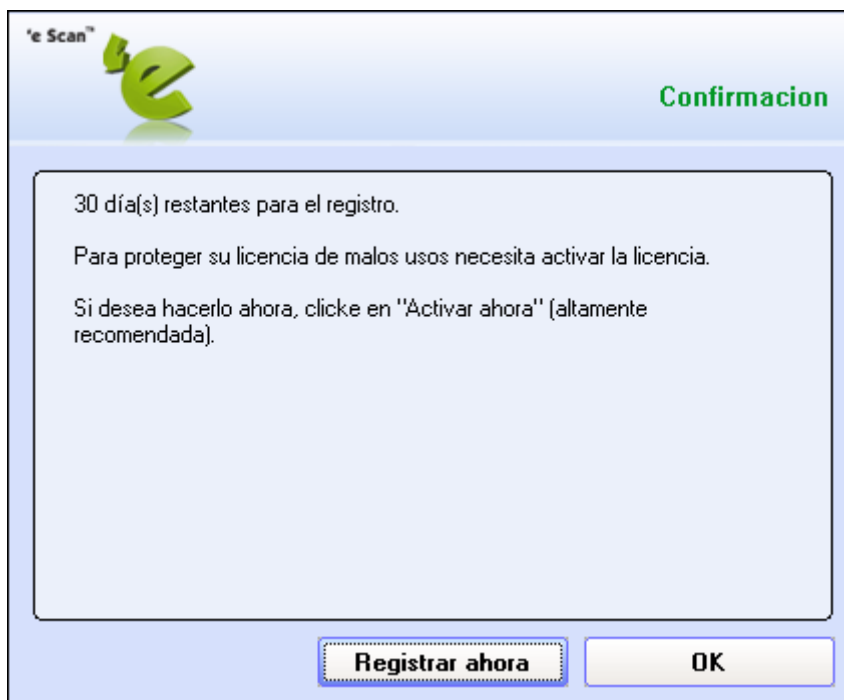 'e Scan™
Confirmacion
30 día(s) restantes para el registro.
Para proteger su licencia de malos usos necesita activar la licencia.
Si desea hacerlo ahora, clicke en "Activar ahora" (altamente
recomendada).
Registrar ahora
OK